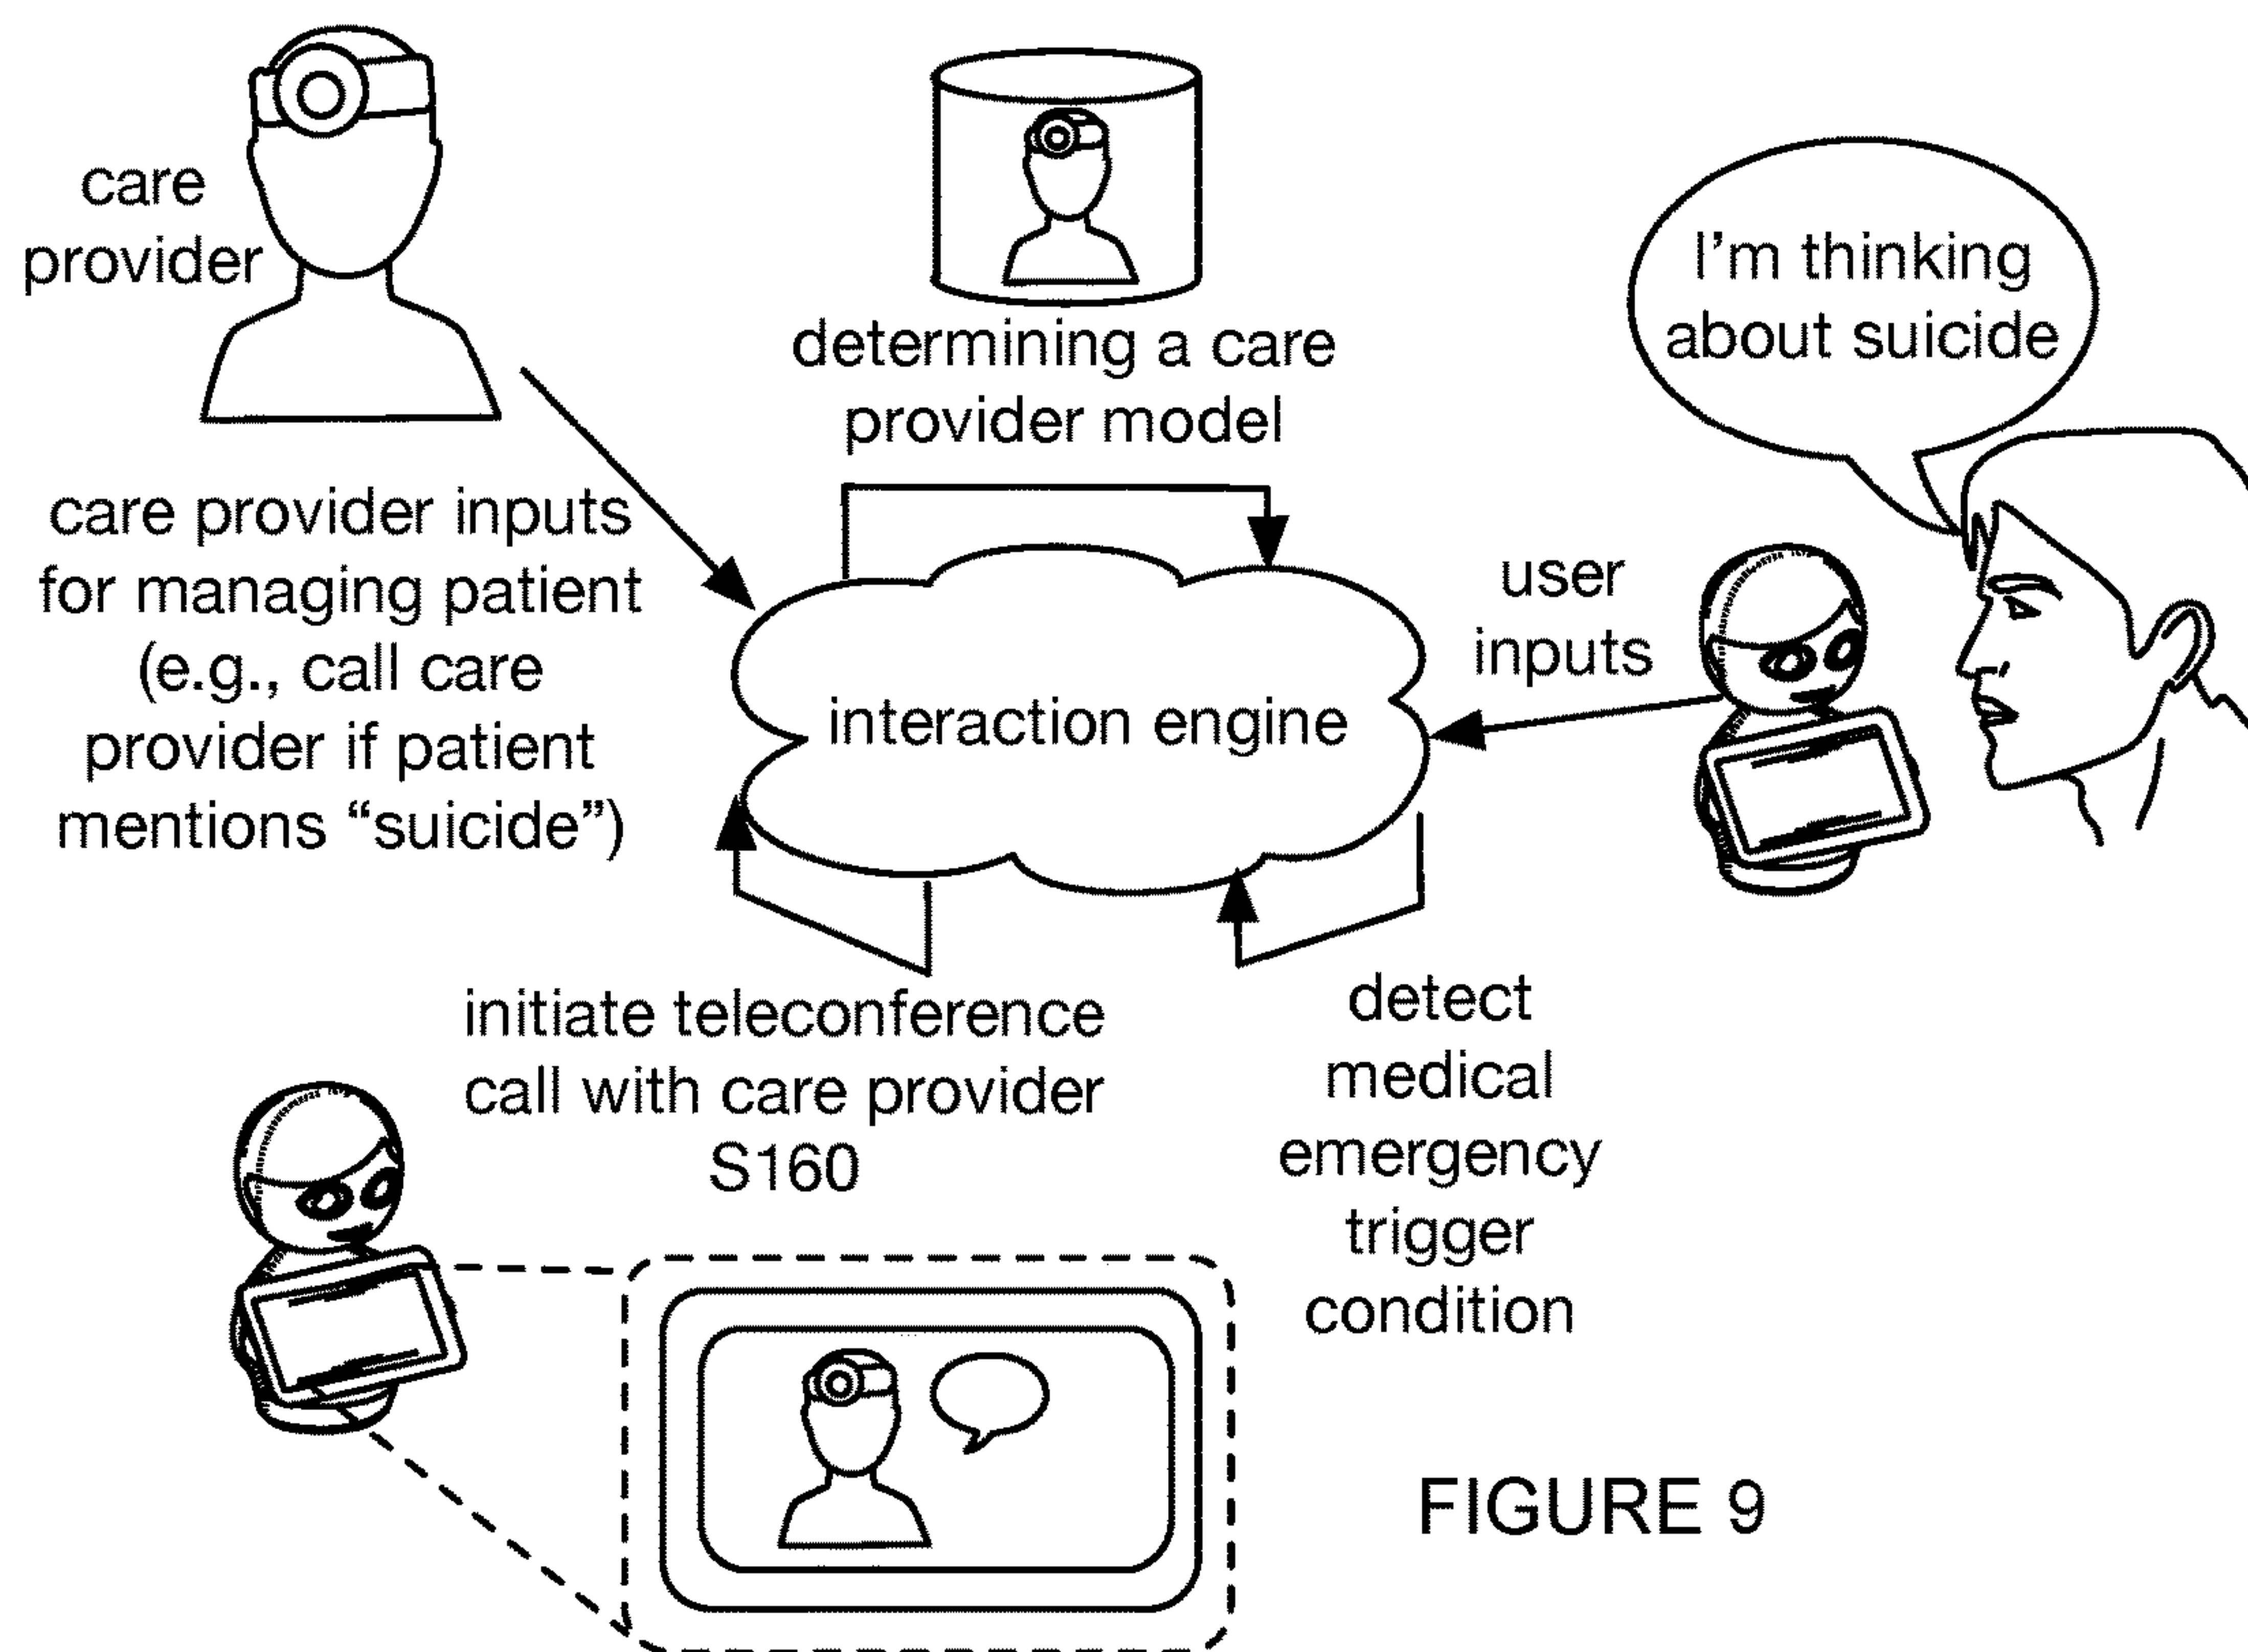 care
provider
care provider inputs
for managing patient
(e.g., call care
provider if patient
mentions “suicide”)
determining a care
provider model
I’m thinking
about suicide
user
inputs
interaction engine
initiate teleconference
call with care provider
S160
detect
medical
emergency
trigger
condition
FIGURE 9